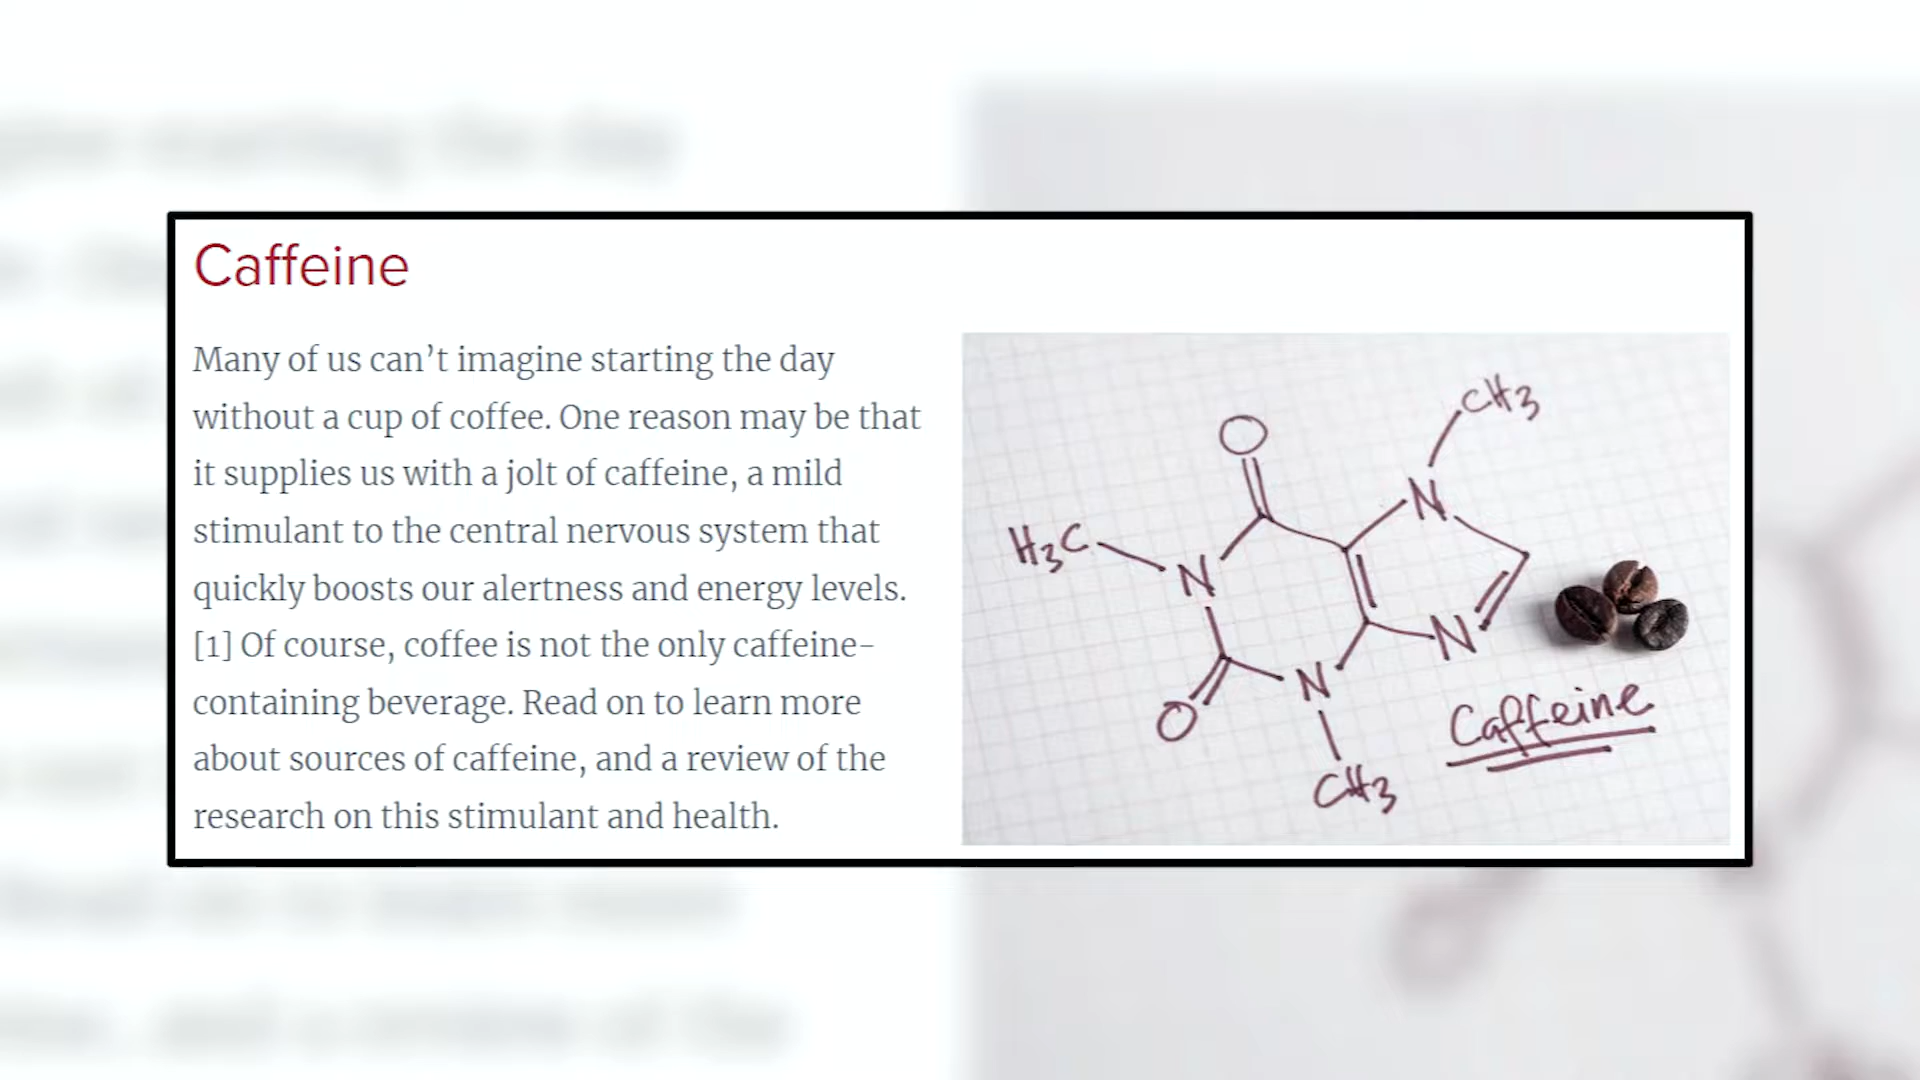 Caffeine
Many of us can’t imagine starting the day
without a cup of coffee. One reason may be that
it supplies us with a jolt of caffeine, a mild
stimulant to the central nervous system that
quickly boosts our alertness and energy levels.
[1] Of course, coffee is not the only caffeine-
containing beverage. Read on to learn more
about sources of caffeine, and a review of the
research on this stimulant and health.
CH3
O
N
H3C
N
N
N
O
CH3
Caffeine